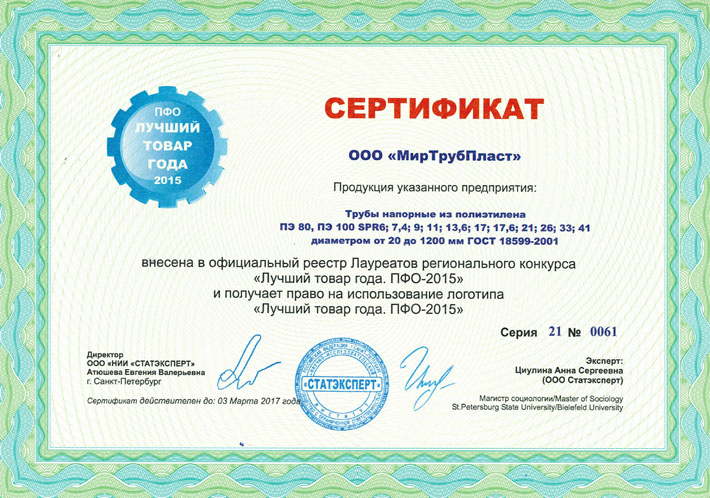 ПФО
ЛУЧШИЙ
ТОВАР
ГОДА
2015
СЕРТИФИКАТ
ООО «МирТрубПласт»
Продукция указанного предприятия:
Трубы напорные из полиэтилена
ПЭ 80, ПЭ 100 SPR6; 7,4; 9; 11; 13,6; 17; 17,6; 21; 26; 33; 41
диаметром от 20 до 1200 мм ГОСТ 18599-2001
внесена в официальный реестр Лауреатов регионального конкурса
«Лучший товар года. ПФО-2015»
и получает право на использование логотипа
«Лучший товар года. ПФО-2015»
Серия 21 № 0061
Директор
ООО «НИИ «СТАТЭКСПЕРТ»
Атюшева Евгения Валерьевна
г. Санкт-Петербург
Сертификат действителен до: 03 Марта 2017 года
«СТАТЭКСПЕРТ»
Эксперт:
Циулина Анна Сергеевна
(ООО Статэксперт)
Магистр социологии/Master of Sociology
St.Petersburg State University/Bielefeld University